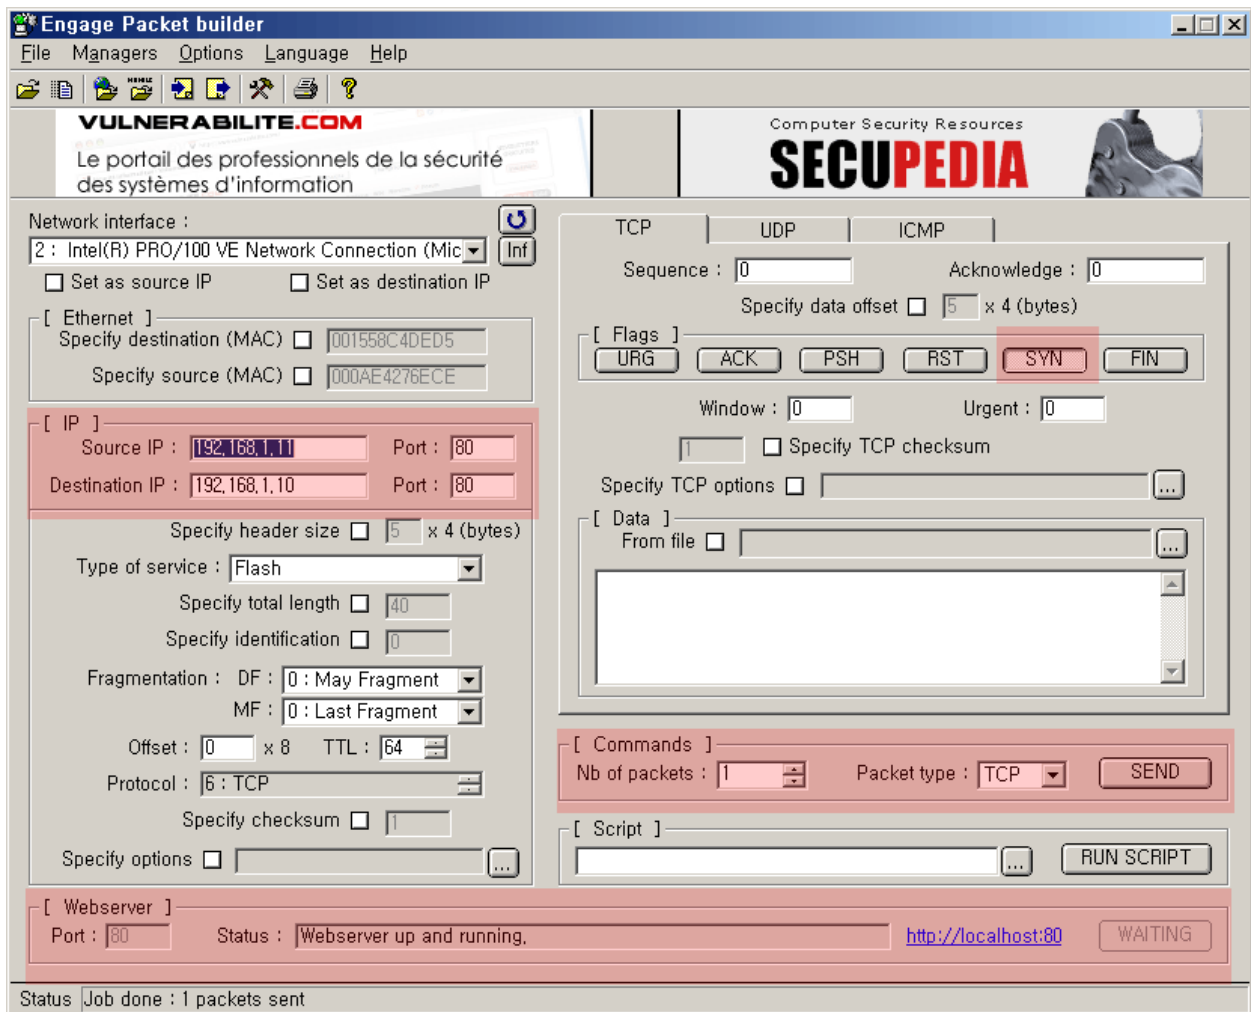 Engage Packet builder
File Managers Options Language Help
VULNERABILITE.COM
Le portail des professionnels de la sécurité
des systèmes d'information
Computer Security Resources
SECUPEDIA
Network interface :
2 : Intel(R) PRO/100 VE Network Connection (Mic
Inf
Set as source IP Set as destination IP
[ Ethernet ]
Specify destination (MAC) 001558C4DED5
Specify source (MAC) 000AE4276ECE
[ IP ]
Source IP : 192,168,1,11 Port : 80
Destination IP : 192,168,1,10 Port : 80
Specify header size 5 x 4 (bytes)
Type of service : Flash
Specify total length 40
Specify identification 0
Fragmentation : DF : 0 : May Fragment
MF : 0 : Last Fragment
Offset : 0 x 8 TTL : 64
Protocol : 6 : TCP
Specify checksum 1
Specify options ...
TCP UDP ICMP
Sequence : 0 Acknowledge : 0
Specify data offset 5 x 4 (bytes)
[ Flags ]
URG ACK PSH RST SYN FIN
Window : 0 Urgent : 0
1 Specify TCP checksum
Specify TCP options ...
[ Data ]
From file ...
[ Commands ]
Nb of packets : 1 Packet type : TCP SEND
[ Script ]
... RUN SCRIPT
[ Webserver ]
Port : 80 Status : Webserver up and running, http://localhost:80 WAITING
Status Job done : 1 packets sent